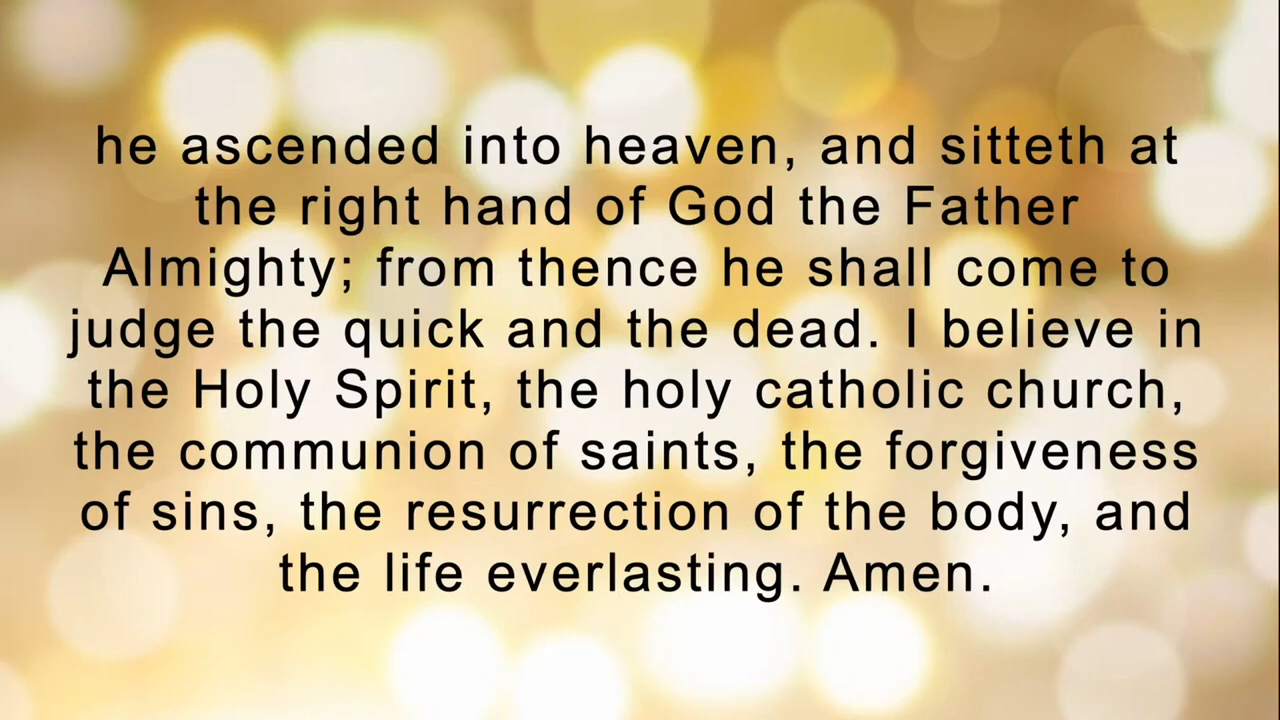 he ascended into heaven, and sitteth at
the right hand of God the Father
Almighty; from thence he shall come to
judge the quick and the dead. I believe in
the Holy Spirit, the holy catholic church,
the communion of saints, the forgiveness
of sins, the resurrection of the body, and
the life everlasting. Amen.